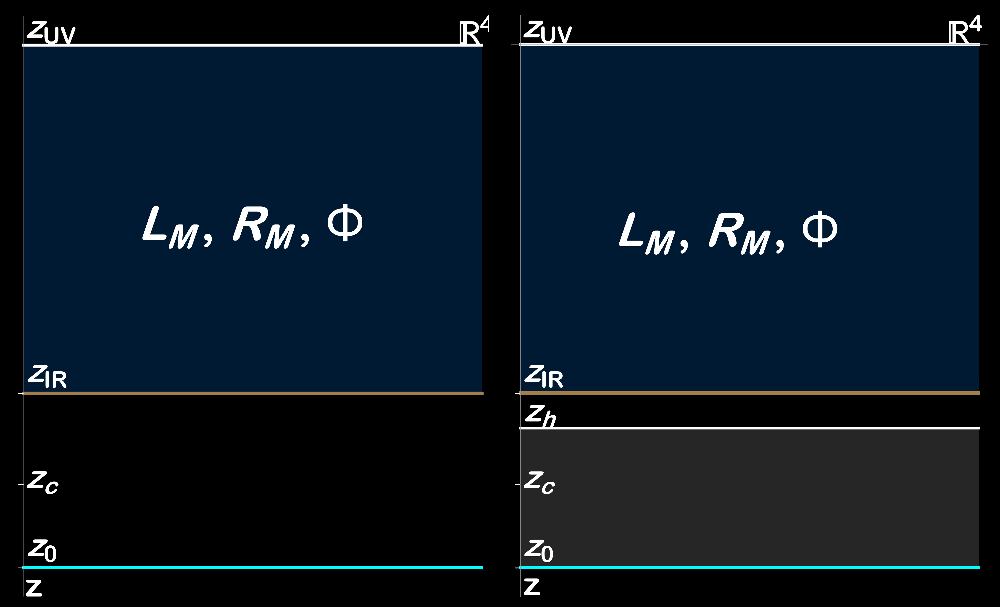 z_UV ℝ^4
L_M, R_M, Φ
z_IR
z_c
z_0
z
z_UV ℝ^4
L_M, R_M, Φ
z_IR
z_h
z_c
z_0
z